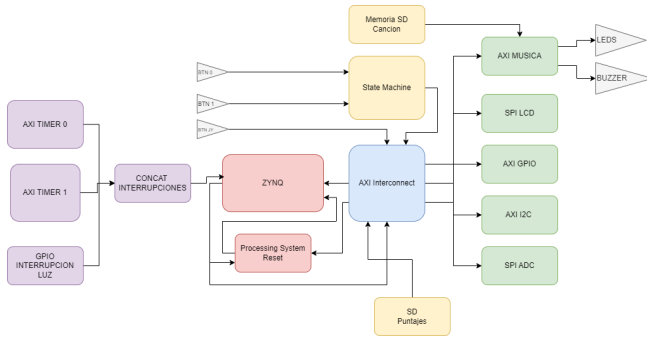 Memoria SD
Cancion
LEDS
AXI MUSICA
BUZZER
BTN 0
State Machine
BTN 1
AXI TIMER 0
SPI LCD
BTN JY
CONCAT
INTERRUPCIONES
ZYNQ
AXI Interconnect
AXI GPIO
AXI TIMER 1
AXI I2C
Processing System
Reset
GPIO
INTERRUPCION
LUZ
SPI ADC
SD
Puntajes